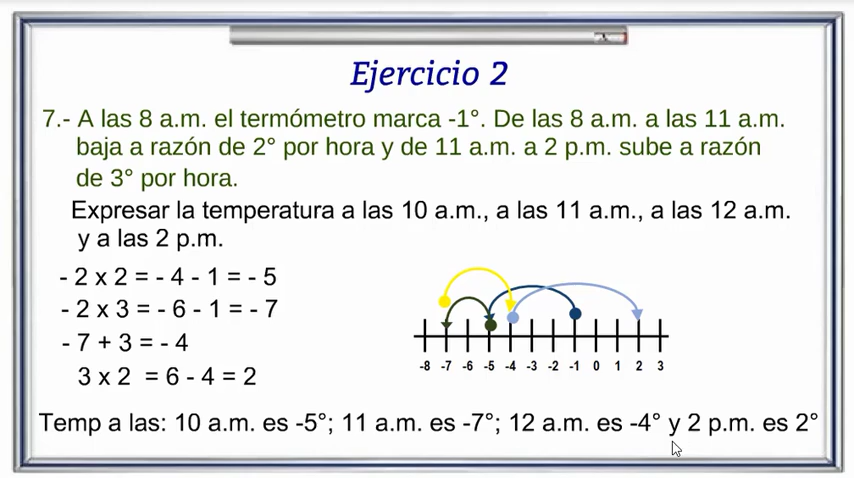 Ejercicio 2
7.- A las 8 a.m. el termómetro marca -1°. De las 8 a.m. a las 11 a.m.
baja a razón de 2° por hora y de 11 a.m. a 2 p.m. sube a razón
de 3° por hora.
Expresar la temperatura a las 10 a.m., a las 11 a.m., a las 12 a.m.
y a las 2 p.m.
- 2 x 2 = - 4 - 1 = - 5
- 2 x 3 = - 6 - 1 = - 7
- 7 + 3 = - 4
3 x 2 = 6 - 4 = 2
-8 -7 -6 -5 -4 -3 -2 -1 0 1 2 3
Temp a las: 10 a.m. es -5°; 11 a.m. es -7°; 12 a.m. es -4° y 2 p.m. es 2°